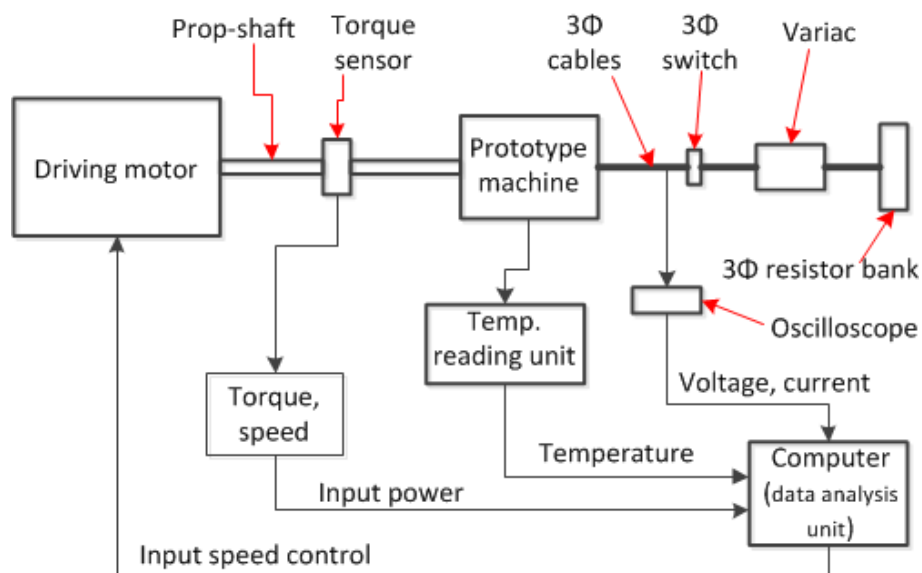 Prop-shaft
Torque
sensor
3Φ
cables
3Φ
switch
Variac
Driving motor
Prototype
machine
3Φ resistor bank
Temp.
reading unit
Oscilloscope
Torque,
speed
Voltage, current
Temperature
Computer
(data analysis
unit)
Input power
Input speed control